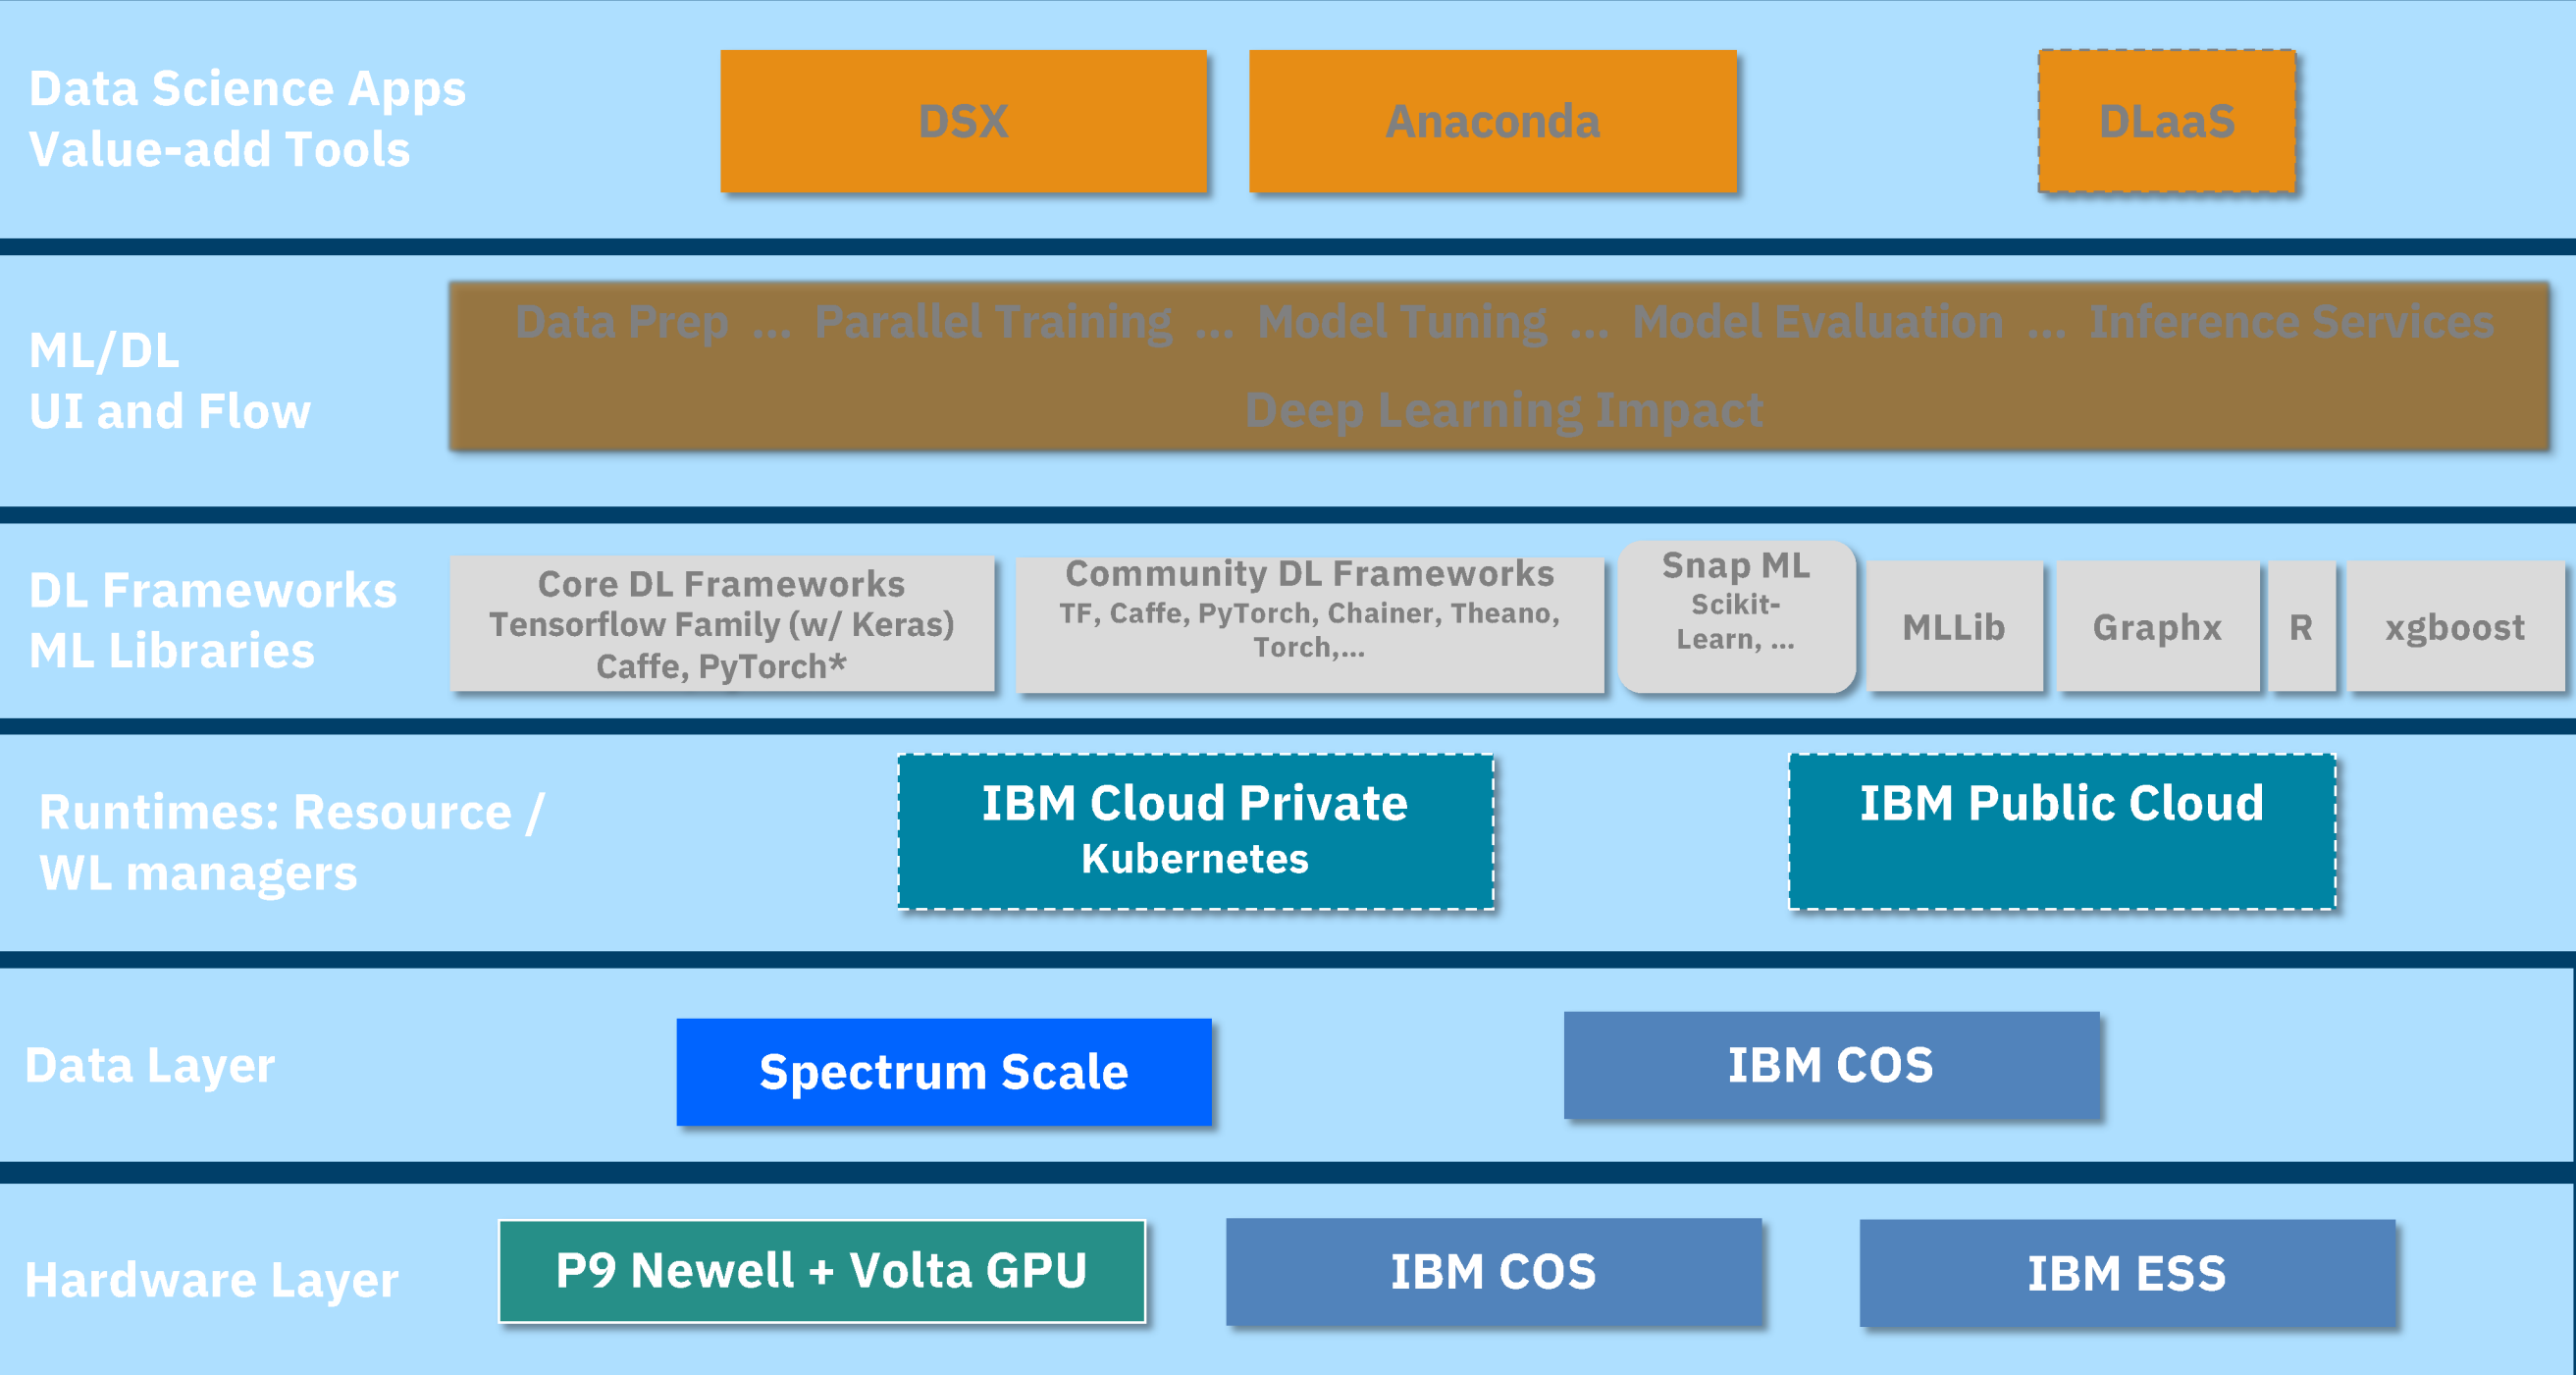 Data Science Apps
Value-add Tools
DSX
Anaconda
DLaaS
ML/DL
UI and Flow
Data Prep ... Parallel Training ... Model Tuning ... Model Evaluation ... Inference Services
Deep Learning Impact
DL Frameworks
ML Libraries
Core DL Frameworks
Tensorflow Family (w/ Keras)
Caffe, PyTorch*
Community DL Frameworks
TF, Caffe, PyTorch, Chainer, Theano,
Torch,...
Snap ML
Scikit-
Learn, ...
MLLib
Graphx
R
xgboost
Runtimes: Resource /
WL managers
IBM Cloud Private
Kubernetes
IBM Public Cloud
Data Layer
Spectrum Scale
IBM COS
Hardware Layer
P9 Newell + Volta GPU
IBM COS
IBM ESS